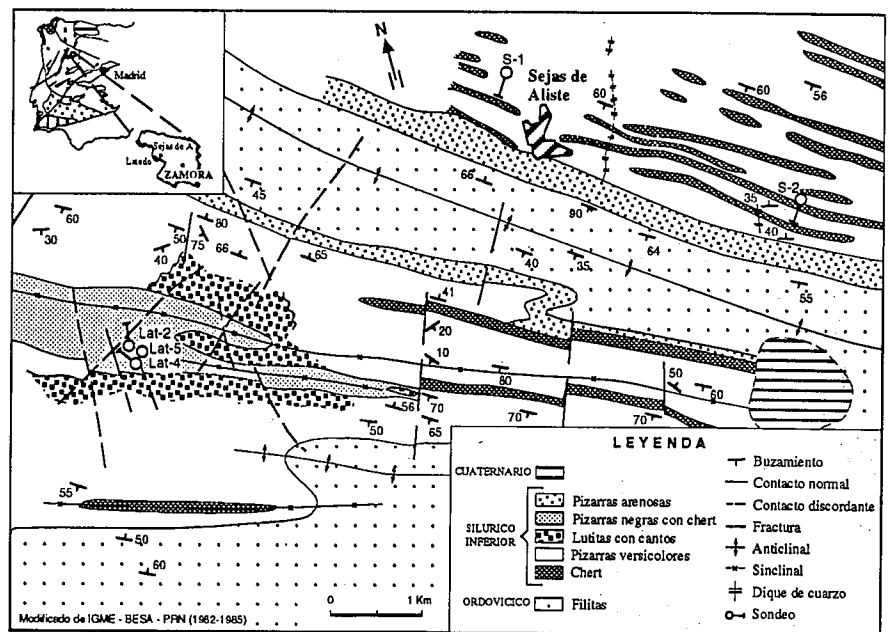 Madrid
Sejas de A.
Latedo
ZAMORA
N
S-1
Sejas de
Aliste
60
60
56
S-2
35
40
45
66
90
64
60
30
80
50
75
40
66
65
40
35
55
41
20
10
80
50
60
Lat-2
Lat-5
Lat-4
56
70
50
65
70
70
55
50
60
0 1 Km
Modificado de IGME - BESA - PRN (1962-1985)
LEYENDA
CUATERNARIO
SILURICO
INFERIOR
Pizarras arenosas
Pizarras negras con chert
Lutitas con cantos
Pizarras versicolores
Chert
ORDOVICICO
Filitas
Buzamiento
Contacto normal
Contacto discordante
Fractura
Anticlinal
Sinclinal
Dique de cuarzo
Sondeo